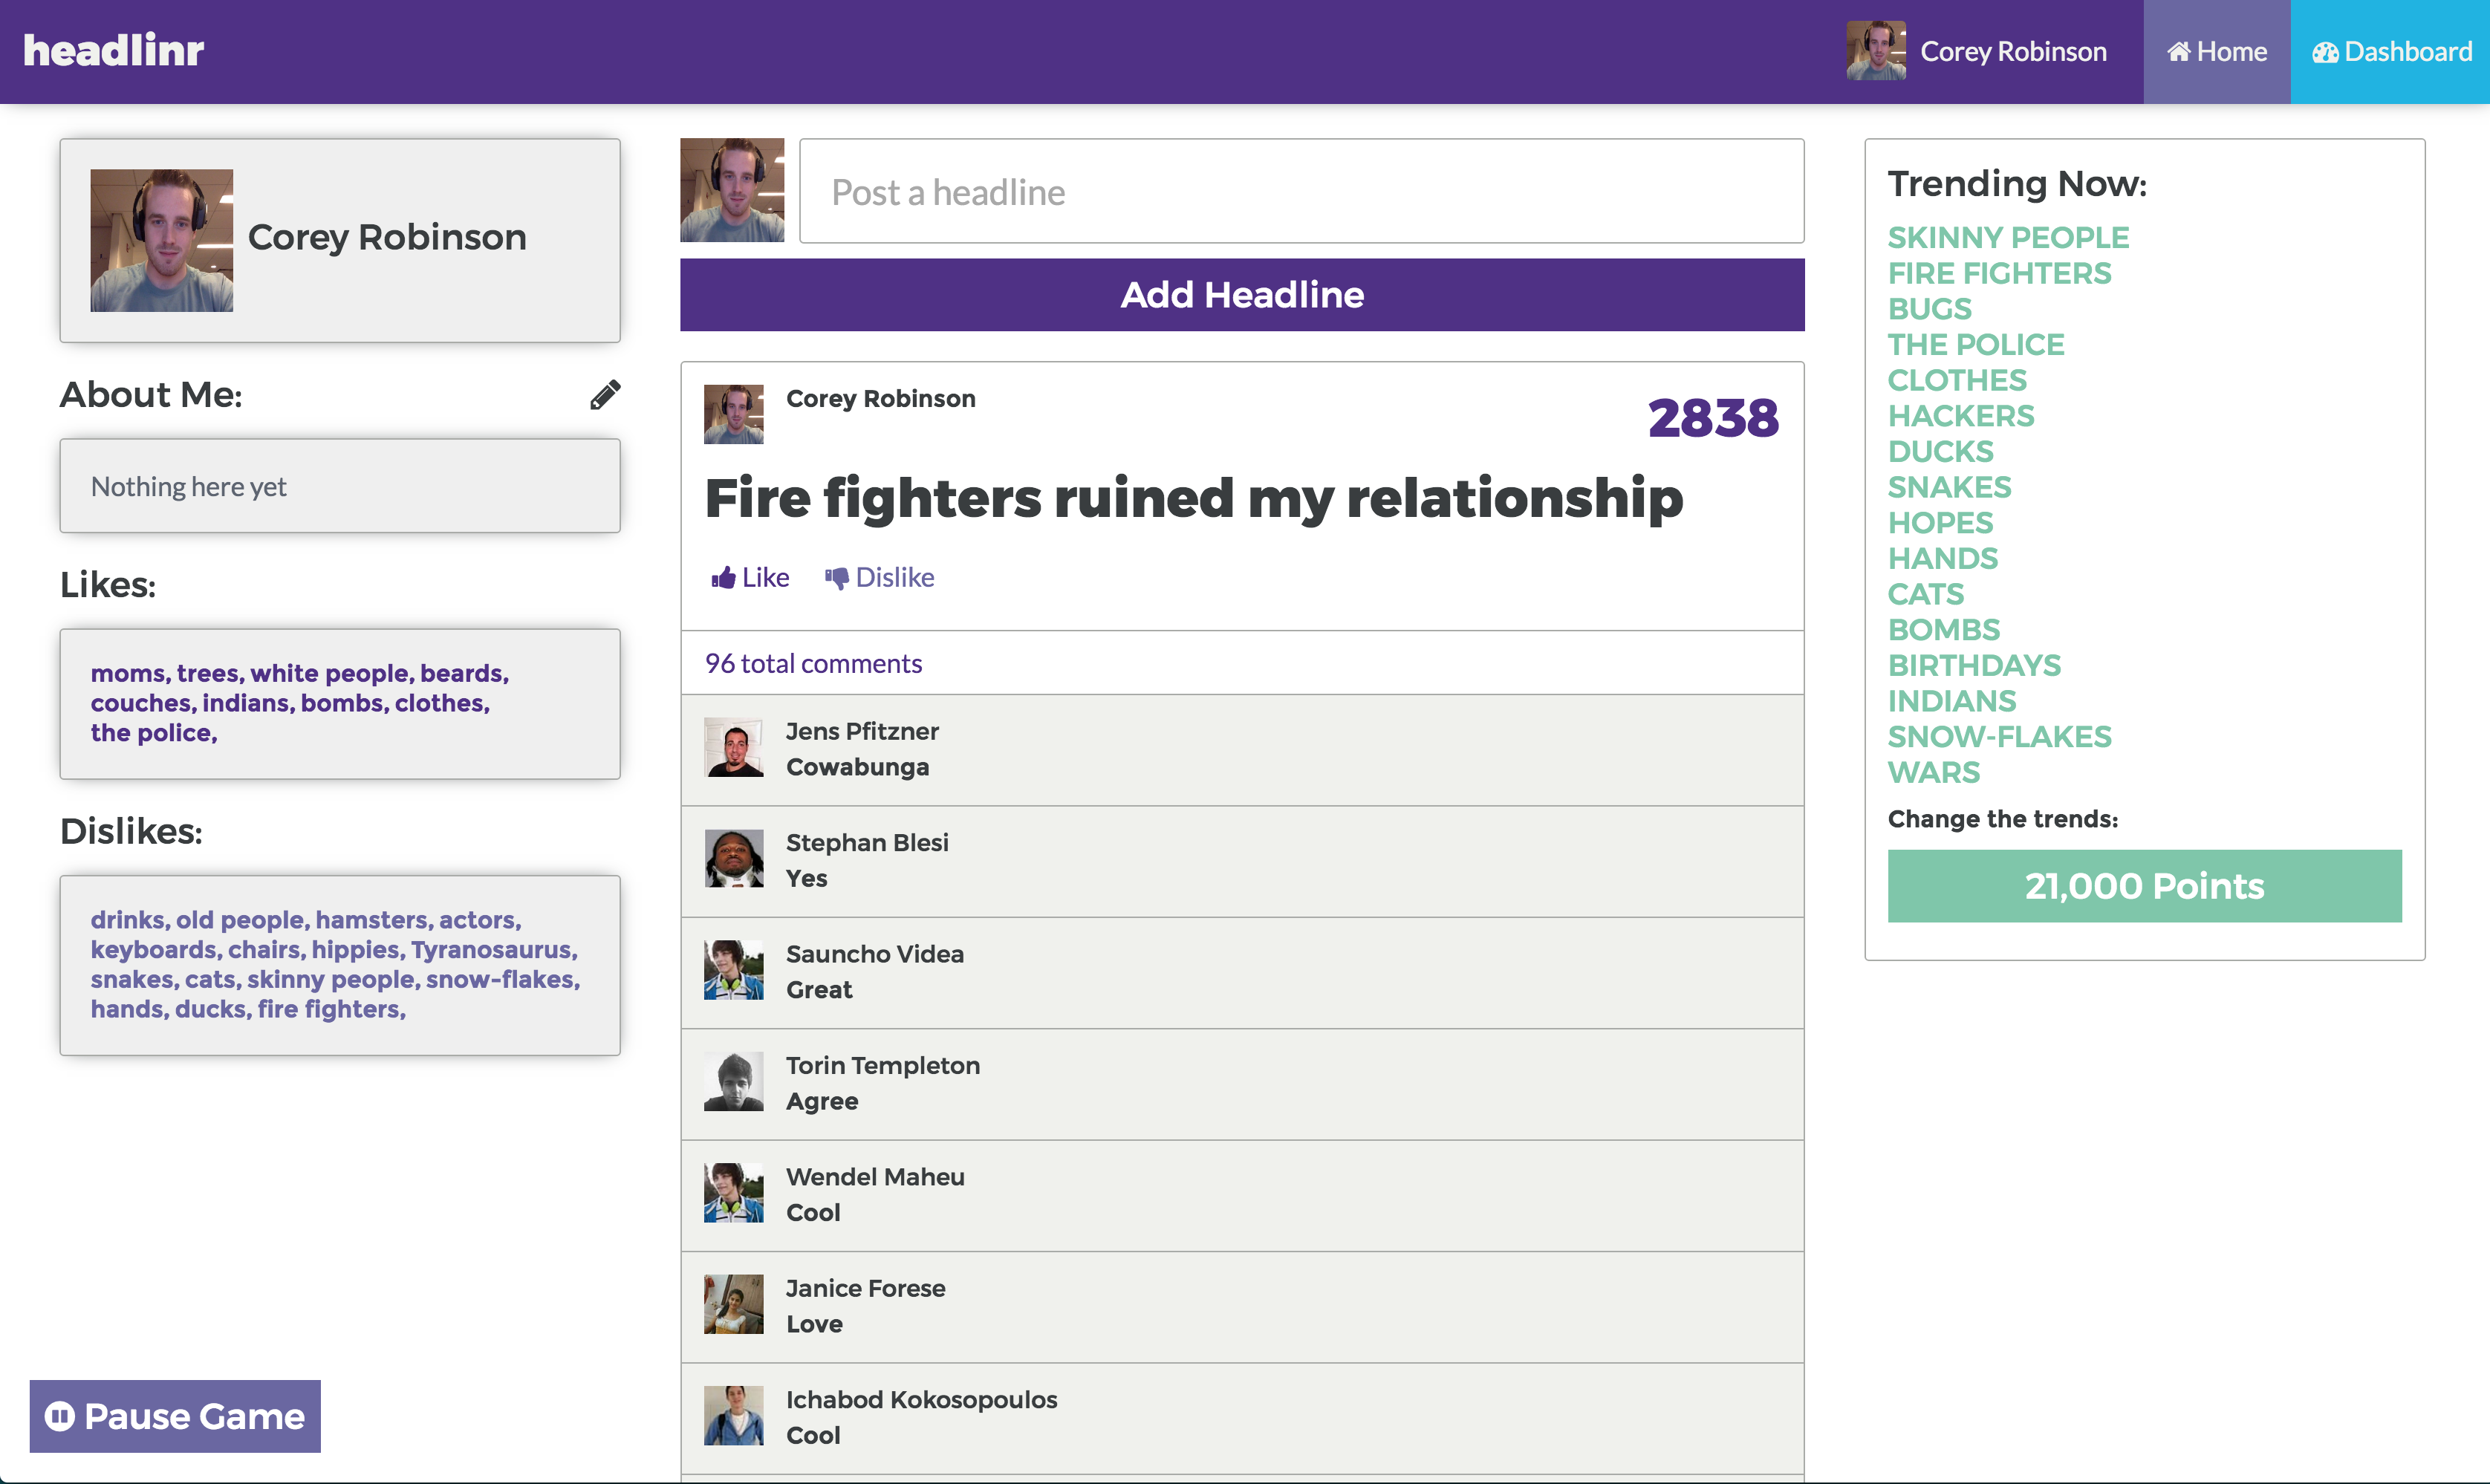 headlinr
Corey Robinson
Home
Dashboard
Corey Robinson
About Me:
Nothing here yet
Likes:
moms, trees, white people, beards,
couches, indians, bombs, clothes,
the police,
Dislikes:
drinks, old people, hamsters, actors,
keyboards, chairs, hippies, Tyranosaurus,
snakes, cats, skinny people, snow-flakes,
hands, ducks, fire fighters,
Pause Game
Post a headline
Add Headline
Corey Robinson
2838
Fire fighters ruined my relationship
Like
Dislike
96 total comments
Jens Pfitzner
Cowabunga
Stephan Blesi
Yes
Sauncho Videa
Great
Torin Templeton
Agree
Wendel Maheu
Cool
Janice Forese
Love
Ichabod Kokosopoulos
Cool
Trending Now:
SKINNY PEOPLE
FIRE FIGHTERS
BUGS
THE POLICE
CLOTHES
HACKERS
DUCKS
SNAKES
HOPES
HANDS
CATS
BOMBS
BIRTHDAYS
INDIANS
SNOW-FLAKES
WARS
Change the trends:
21,000 Points